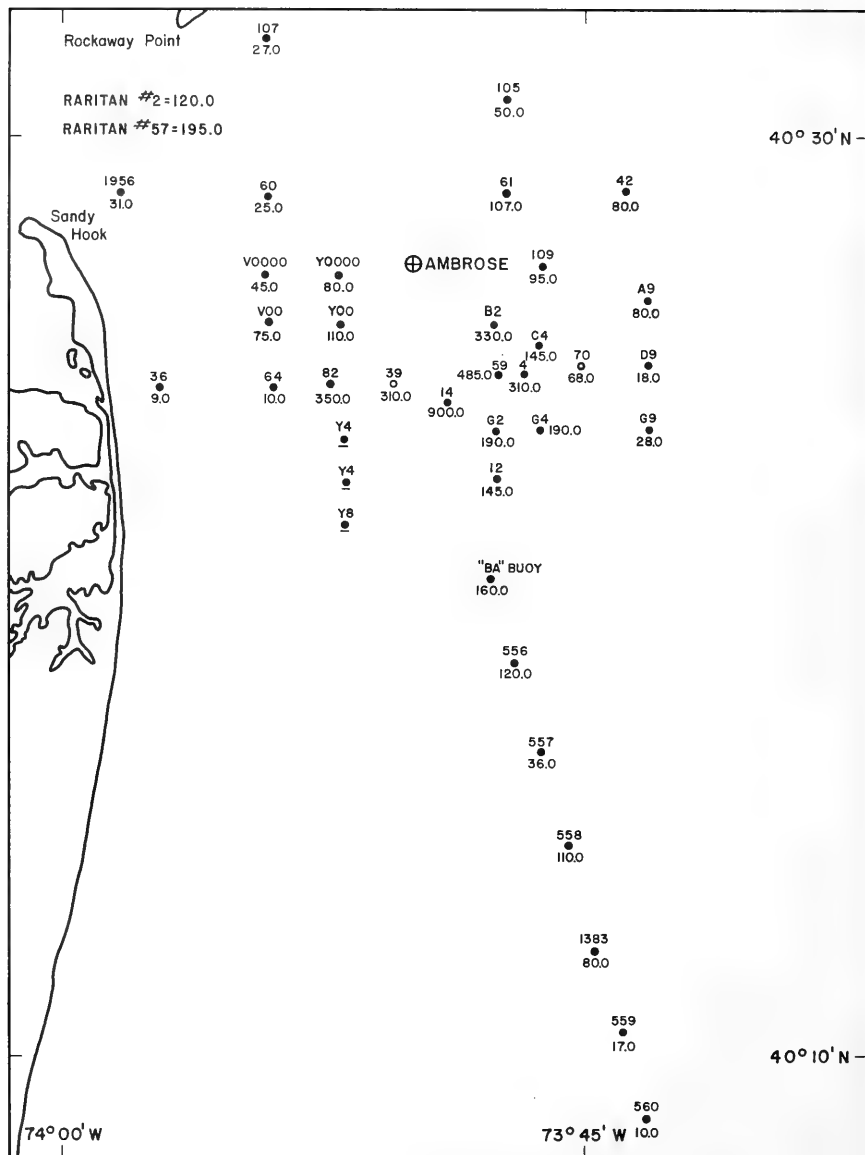 107
Rockaway Point
27.0
105
RARITAN #2=120.0
50.0
RARITAN #57=195.0
40° 30' N
1956
60
61
42
31.0
25.0
107.0
80.0
Sandy
Hook
V0000
Y0000
AMBROSE
109
45.0
80.0
95.0
A9
80.0
V00
Y00
B2
75.0
110.0
330.0
C4
145.0
70
D9
59
4
485.0
310.0
68.0
18.0
36
64
82
39
9.0
10.0
350.0
310.0
14
900.0
G2
G4
G9
190.0
190.0
28.0
Y4
12
145.0
Y4
Y8
"BA" BUOY
160.0
556
120.0
557
36.0
558
110.0
1383
80.0
559
17.0
40° 10' N
560
10.0
74° 00' W
73° 45' W